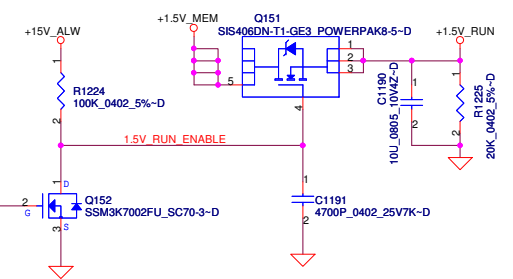 +15V_ALW
+1.5V_MEM
Q151
SIS406DN-T1-GE3_POWERPAK8-5~D
+1.5V_RUN
1
R1224
100K_0402_5%~D
2
5
1
2
3
4
C1190
10U_0805_10V4Z~D
1
2
R1225
20K_0402_5%~D
1
2
1.5V_RUN_ENABLE
1
D
Q152
SSM3K7002FU_SC70-3~D
2
G
3
S
1
C1191
4700P_0402_25V7K~D
2